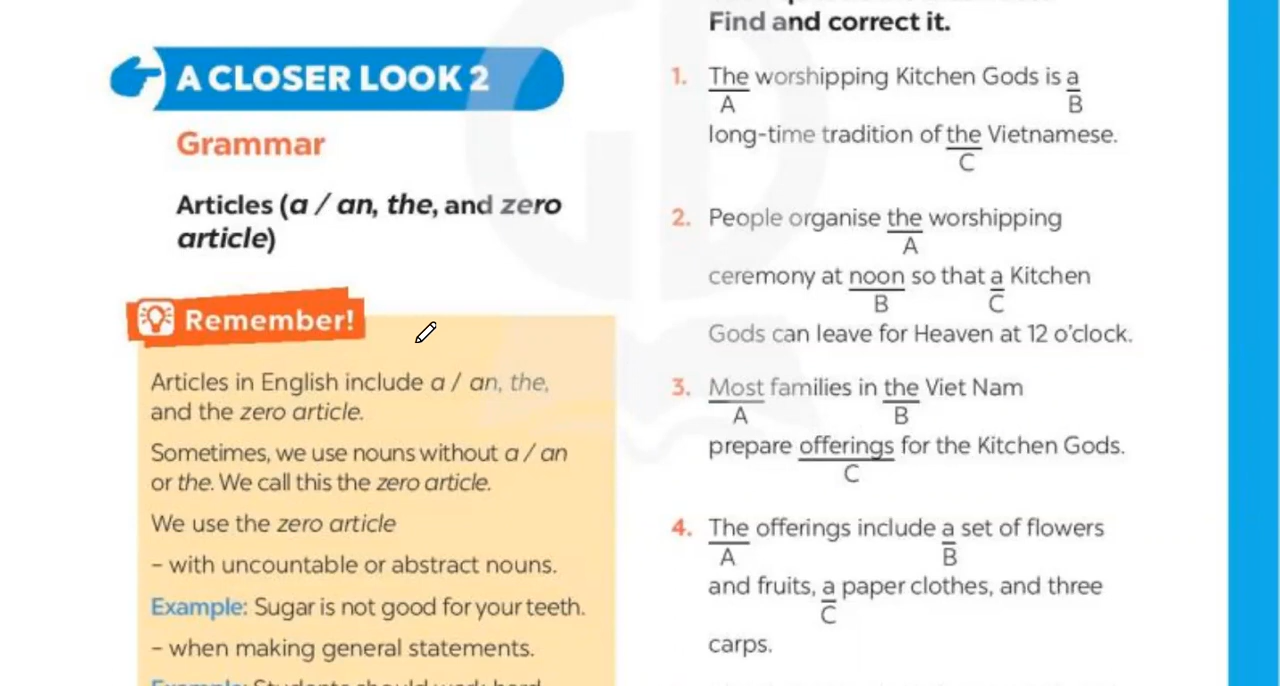 A CLOSER LOOK 2
Grammar
Articles (a / an, the, and zero
article)
Remember!
Articles in English include a / an, the,
and the zero article.
Sometimes, we use nouns without a / an
or the. We call this the zero article.
We use the zero article
– with uncountable or abstract nouns.
Example: Sugar is not good for your teeth.
– when making general statements.
Example: Students should work hard
Find and correct it.
1. The worshipping Kitchen Gods is a
A B
long-time tradition of the Vietnamese.
C
2. People organise the worshipping
A
ceremony at noon so that a Kitchen
B C
Gods can leave for Heaven at 12 o'clock.
3. Most families in the Viet Nam
A B
prepare offerings for the Kitchen Gods.
C
4. The offerings include a set of flowers
A B
and fruits, a paper clothes, and three
C
carps.